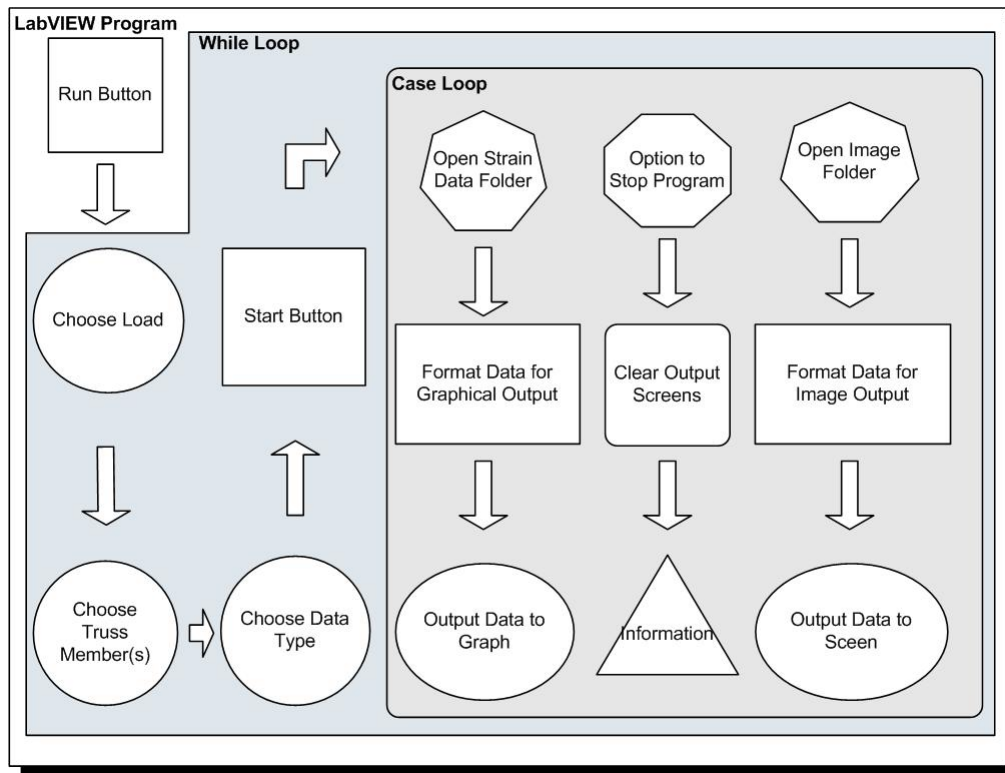 LabVIEW Program
Run Button
While Loop
Choose Load
Choose
Truss
Member(s)
Choose Data
Type
Start Button
Case Loop
Open Strain
Data Folder
Format Data for
Graphical Output
Output Data to
Graph
Option to
Stop Program
Clear Output
Screens
Information
Open Image
Folder
Format Data for
Image Output
Output Data to
Sceen